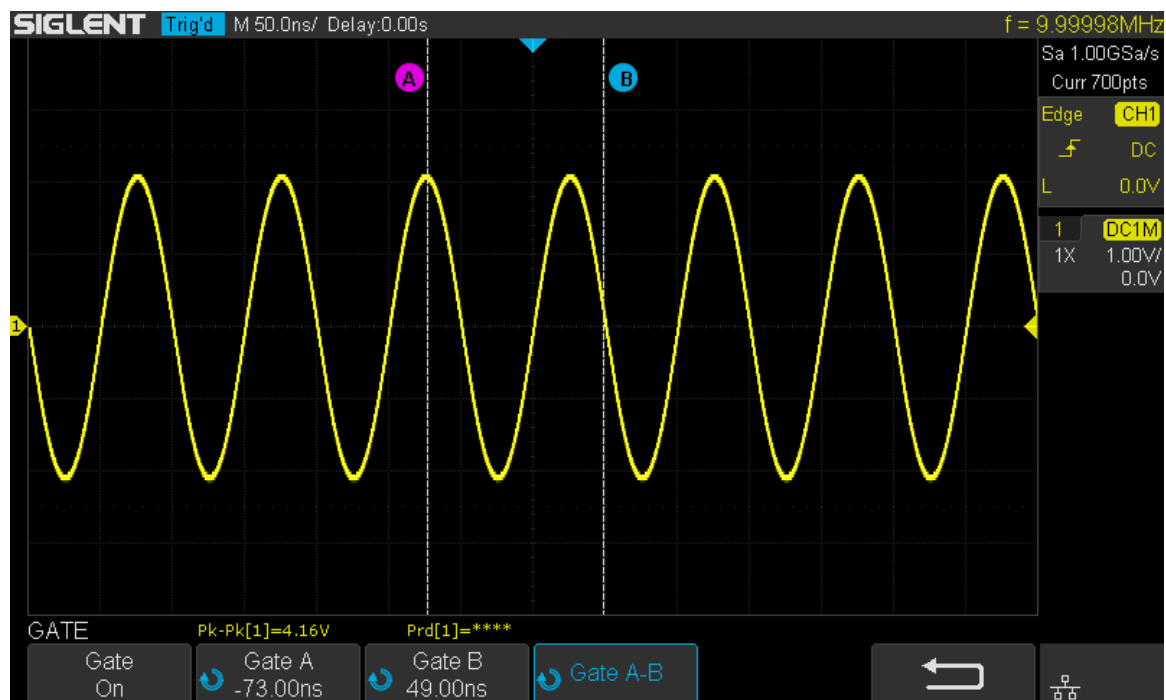 SIGLENT Trig'd M 50.0ns/ Delay:0.00s f = 9.99998MHz
Sa 1.00GSa/s
Curr 700pts
Edge CH1
DC
L 0.0V
1 DC1M
1X 1.00V/
0.0V
A B
1
GATE Pk-Pk[1]=4.16V Prd[1]=****
Gate Gate A Gate B Gate A-B
On -73.00ns 49.00ns